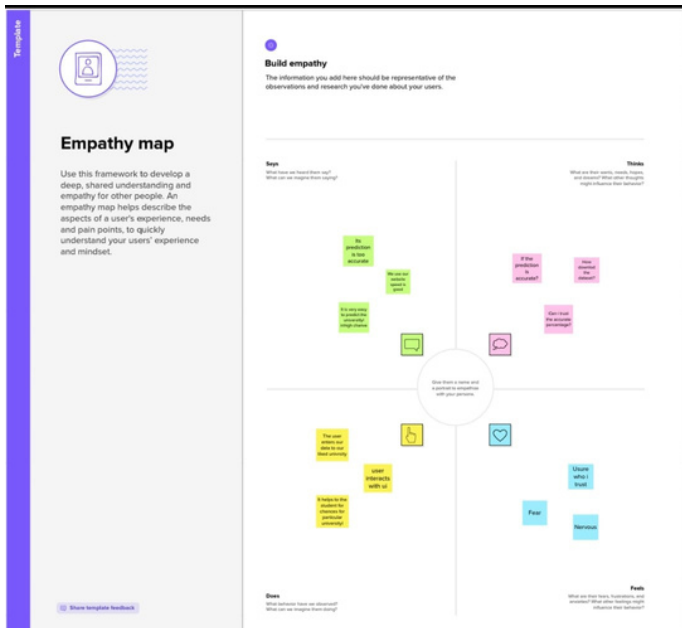 Template
Empathy map
Use this framework to develop a
deep, shared understanding and
empathy for other people. An
empathy map helps describe the
aspects of a user's experience, needs
and pain points, to quickly
understand your users' experience
and mindset.
Share template feedback
Build empathy
The information you add here should be representative of the
observations and research you've done about your users.
Says
What have we heard them say?
What can we imagine them saying?
Thinks
What are their wants, needs, hopes,
and dreams? What other thoughts
might influence their behavior?
Its
prediction
is too
accurate
We use our
website
speed is
good
It is very easy
to predict the
university/
inhigh chance
If the
prediction
is
accurate?
How
download
the
dataset?
Can i trust
the accurate
percentage?
Give them a name and
a portrait to empathize
with your persona.
The user
enters our
data to our
liked university
user
interacts
with ui
It helps to the
student for
chances for
particular
university/
Usure
who i
trust
Fear
Nervous
Does
What behavior have we observed?
What can we imagine them doing?
Feels
What are their fears, frustrations, and
anxieties? What other feelings might
influence their behavior?